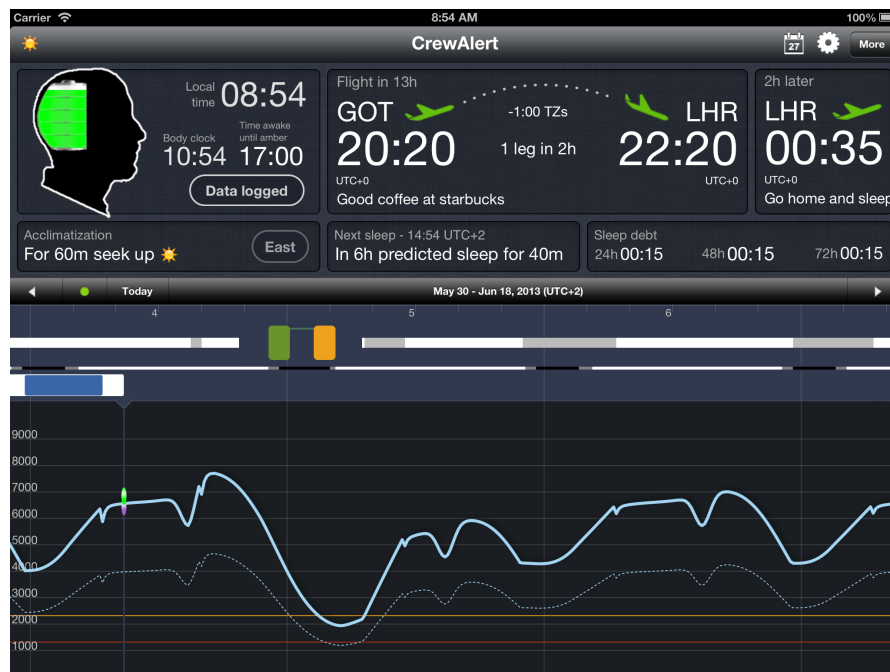 Carrier 8:54 AM 100%
CrewAlert 27 More
Local time 08:54
Body clock 10:54
Time awake until amber 17:00
Data logged
Flight in 13h
GOT -1:00 TZs LHR
20:20 1 leg in 2h 22:20
UTC+0 UTC+0
Good coffee at starbucks
2h later
LHR
00:35
UTC+0
Go home and sleep
Acclimatization
For 60m seek up East
Next sleep - 14:54 UTC+2
In 6h predicted sleep for 40m
Sleep debt
24h 00:15 48h 00:15 72h 00:15
Today May 30 - Jun 18, 2013 (UTC+2)
4 5 6
9000
8000
7000
6000
5000
4000
3000
2000
1000